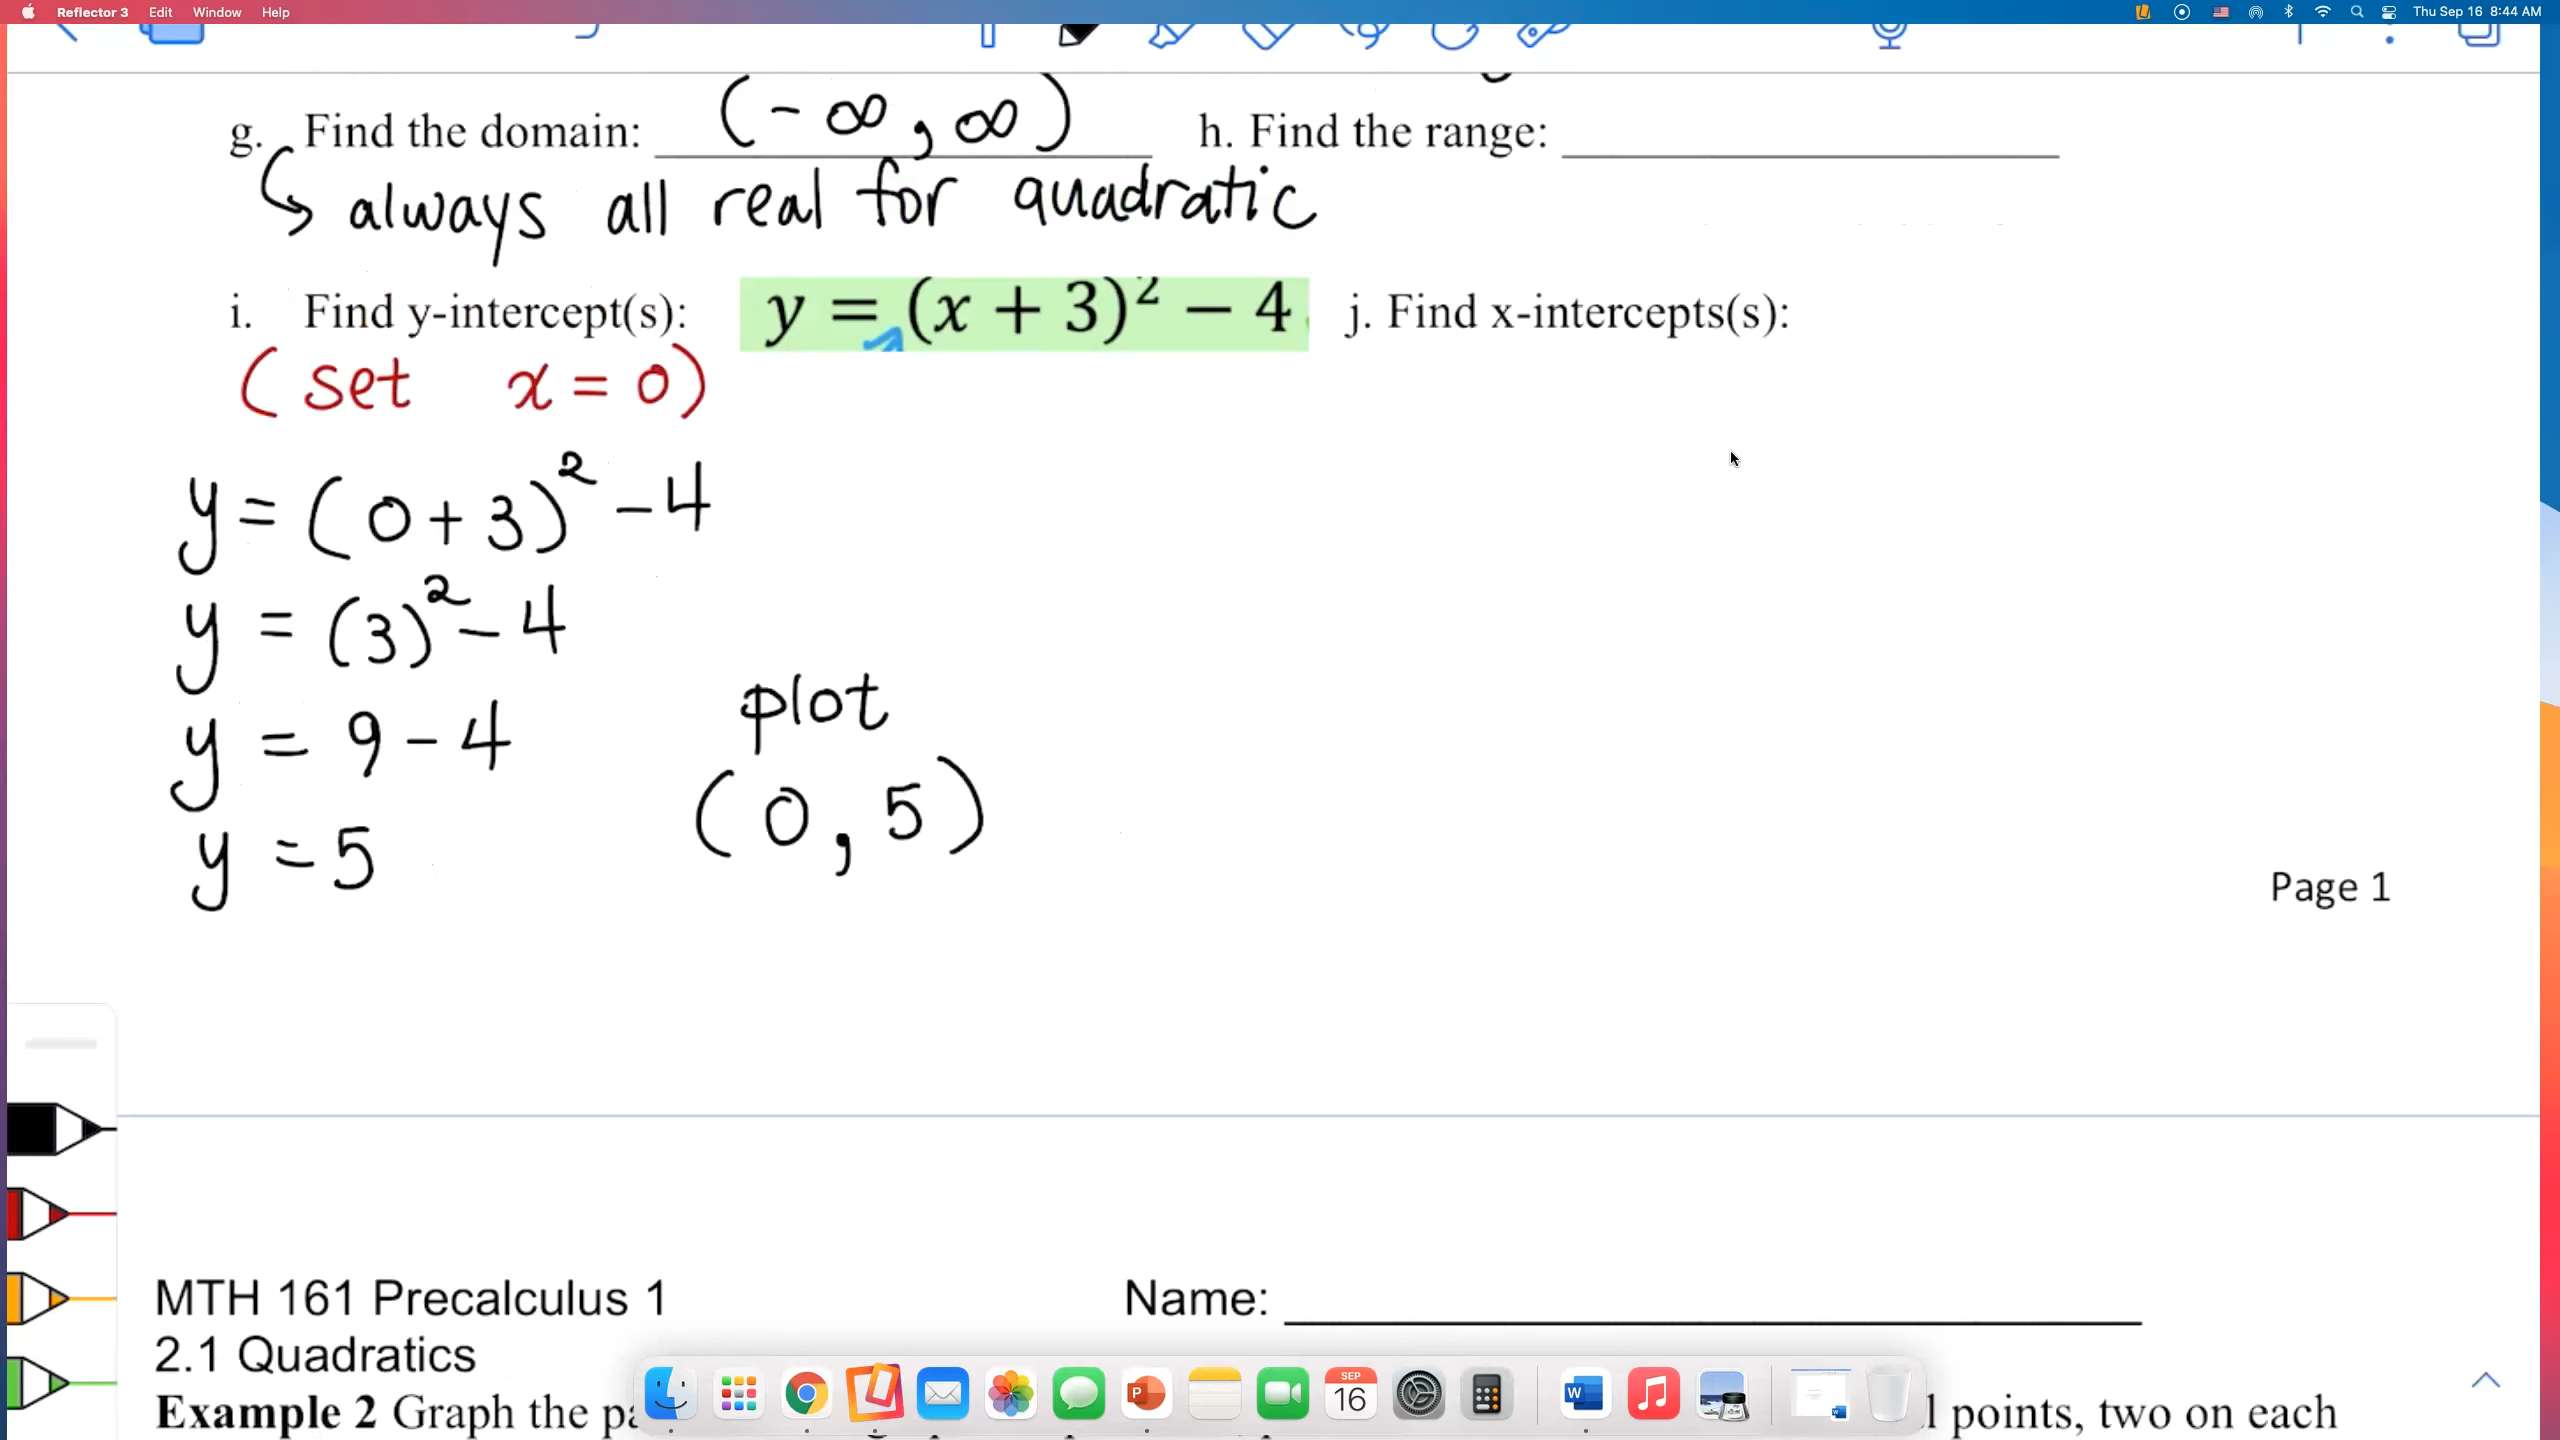 Reflector 3 Edit Window Help Thu Sep 16 8:44 AM
g. Find the domain: (-∞, ∞) h. Find the range:
always all real for quadratic
i. Find y-intercept(s): y = (x + 3)² − 4 j. Find x-intercepts(s):
(set x = 0)
y = (0 + 3)² - 4
y = (3)² - 4
y = 9 - 4
y = 5
plot
(0, 5)
Page 1
MTH 161 Precalculus 1 Name:
2.1 Quadratics
SEP
16
Example 2 Graph the
points, two on each